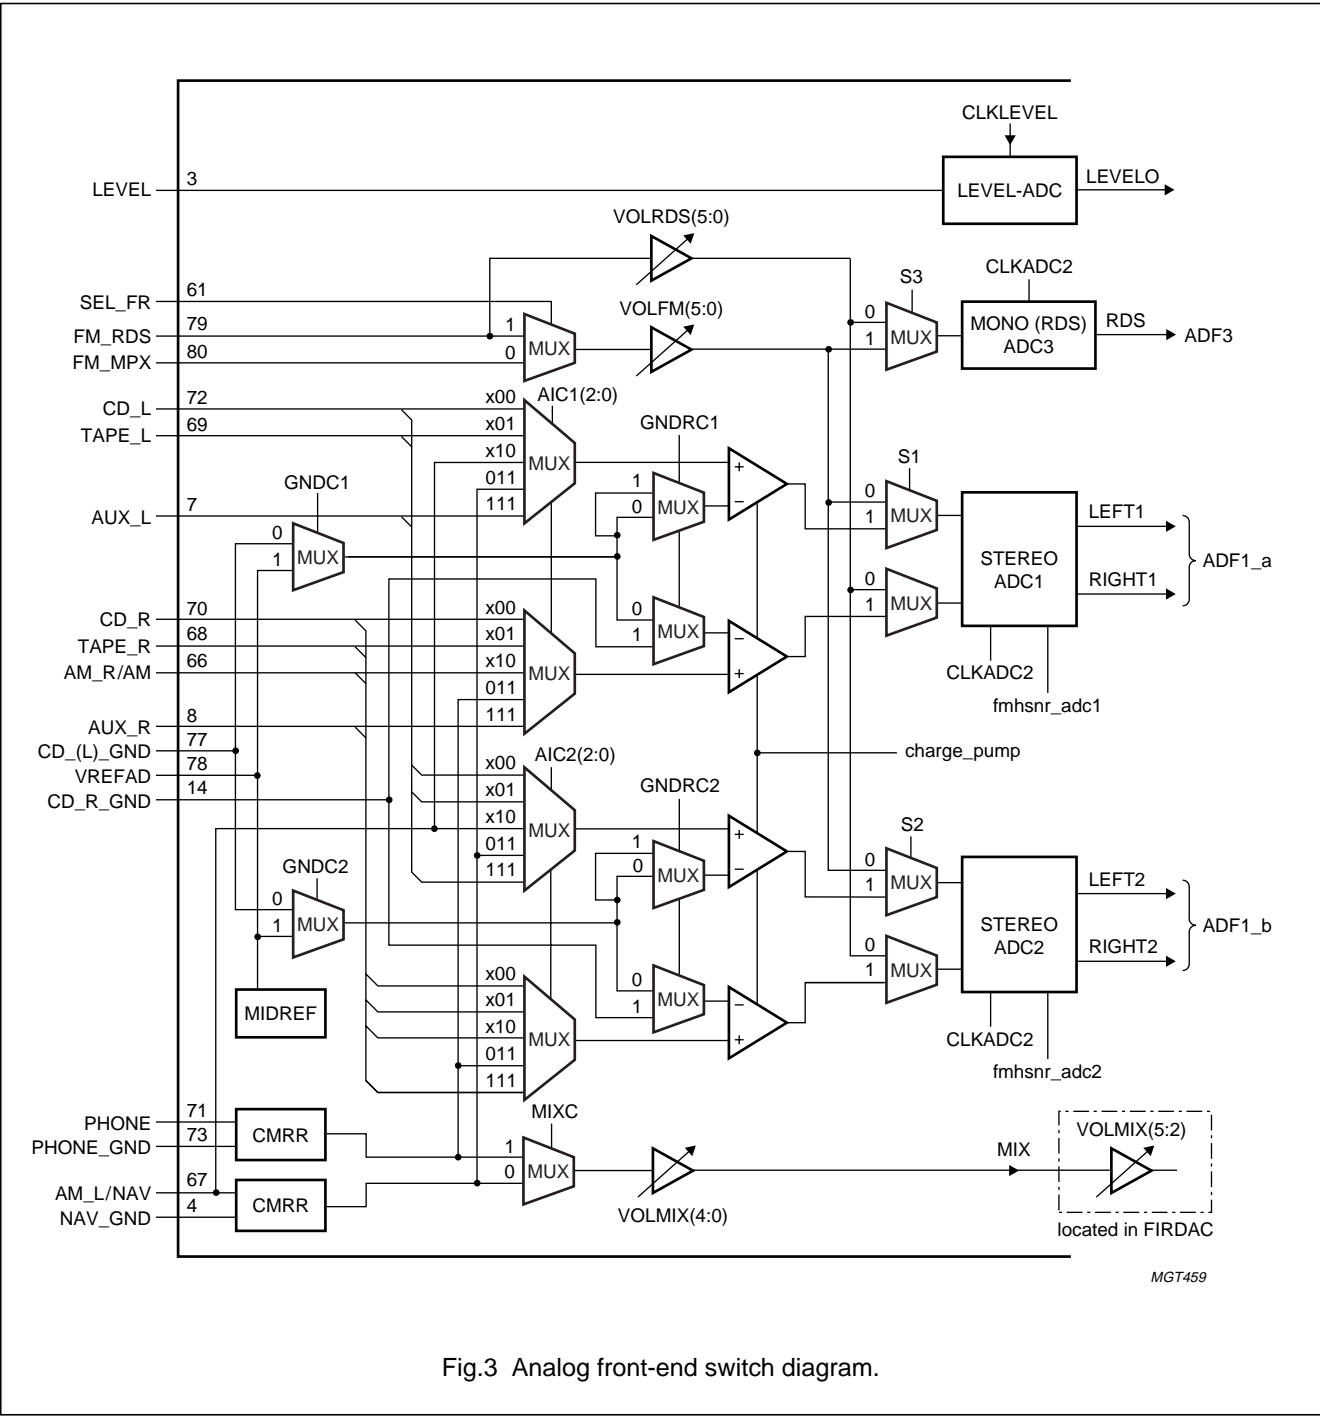 CLKLEVEL
LEVEL 3 LEVEL-ADC LEVELO
VOLRDS(5:0)
S3 CLKADC2
SEL_FR 61 VOLFM(5:0)
FM_RDS 79 1 0 MONO (RDS) RDS
FM_MPX 80 0 MUX 1 MUX ADC3 ADF3
AIC1(2:0)
CD_L 72 x00
TAPE_L 69 x01 GNDRC1
x10 MUX + S1
GNDC1 011 1 0
AUX_L 7 111 0 MUX − 1 MUX LEFT1
0
1 MUX STEREO ADF1_a
ADC1
0 RIGHT1
CD_R 70 x00 0 1 MUX
TAPE_R 68 x01 1 MUX −
AM_R/AM 66 x10 MUX + CLKADC2
011 fmhsnr_adc1
AUX_R 8 111
CD_(L)_GND 77 charge_pump
VREFAD 78 AIC2(2:0)
CD_R_GND 14 x00 GNDRC2
x01
x10 MUX + S2
011 1 0
GNDC2 111 0 MUX − 1 MUX LEFT2
0
1 MUX STEREO ADF1_b
ADC2
0 RIGHT2
x00 0 1 MUX
x01 1 MUX −
MIDREF x10 MUX + CLKADC2
011 fmhsnr_adc2
111
MIXC
PHONE 71 VOLMIX(5:2)
PHONE_GND 73 CMRR 1 MIX
AM_L/NAV 67 0 MUX
NAV_GND 4 CMRR VOLMIX(4:0)
located in FIRDAC
MGT459
Fig.3 Analog front-end switch diagram.